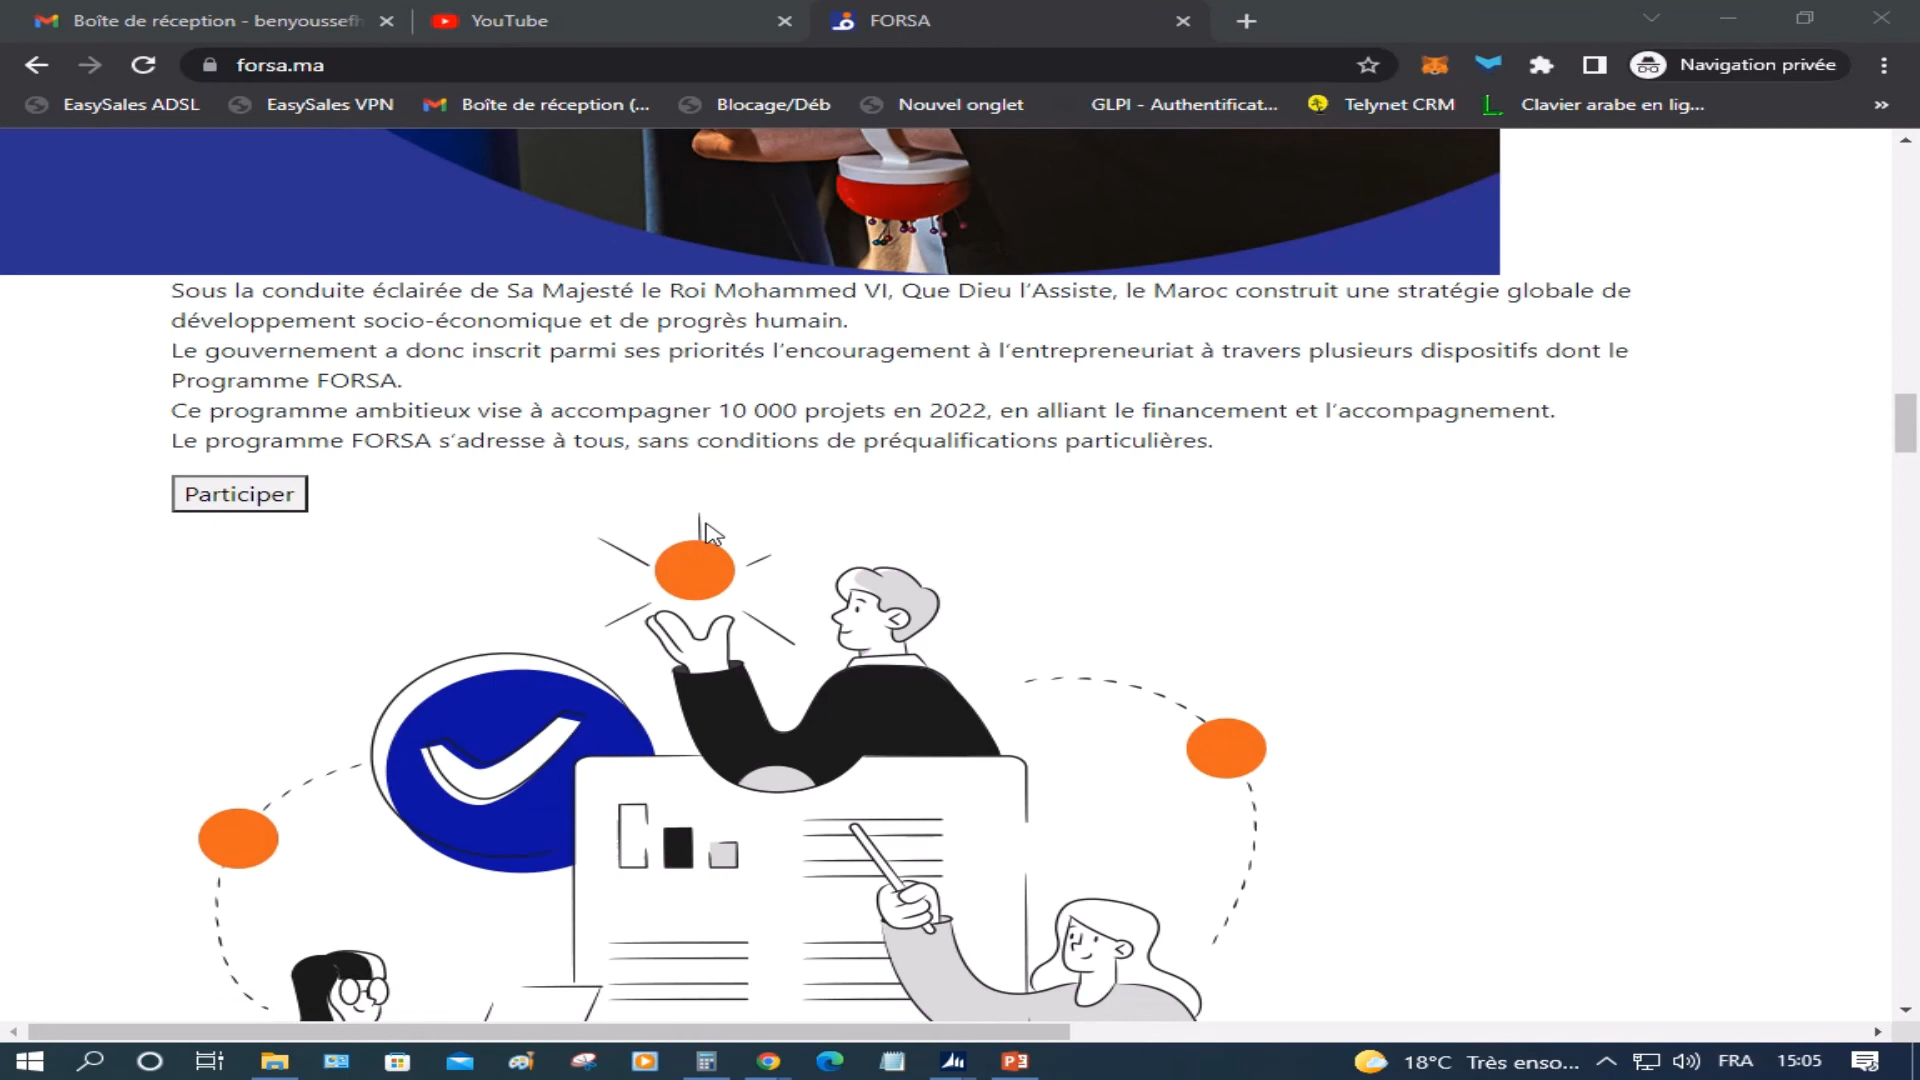 Boîte de réception - benyoussefh
YouTube
FORSA
forsa.ma
Navigation privée
EasySales ADSL
EasySales VPN
Boîte de réception (...
Blocage/Déb
Nouvel onglet
GLPI - Authentificat...
Telynet CRM
Clavier arabe en lig...
»
Sous la conduite éclairée de Sa Majesté le Roi Mohammed VI, Que Dieu l'Assiste, le Maroc construit une stratégie globale de
développement socio-économique et de progrès humain.
Le gouvernement a donc inscrit parmi ses priorités l'encouragement à l'entrepreneuriat à travers plusieurs dispositifs dont le
Programme FORSA.
Ce programme ambitieux vise à accompagner 10 000 projets en 2022, en alliant le financement et l'accompagnement.
Le programme FORSA s'adresse à tous, sans conditions de préqualifications particulières.
Participer
18°C Très enso...
FRA
15:05